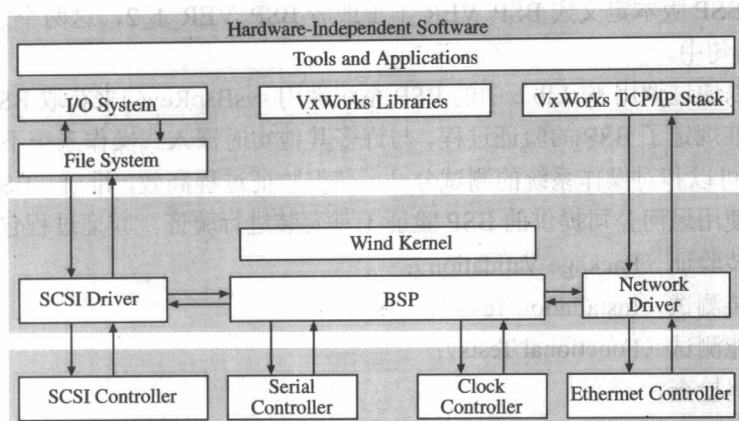 Hardware-Independent Software
Tools and Applications
I/O System
VxWorks Libraries
VxWorks TCP/IP Stack
File System
Wind Kernel
SCSI Driver
BSP
Network
Driver
SCSI Controller
Serial
Controller
Clock
Controller
Ethermet Controller